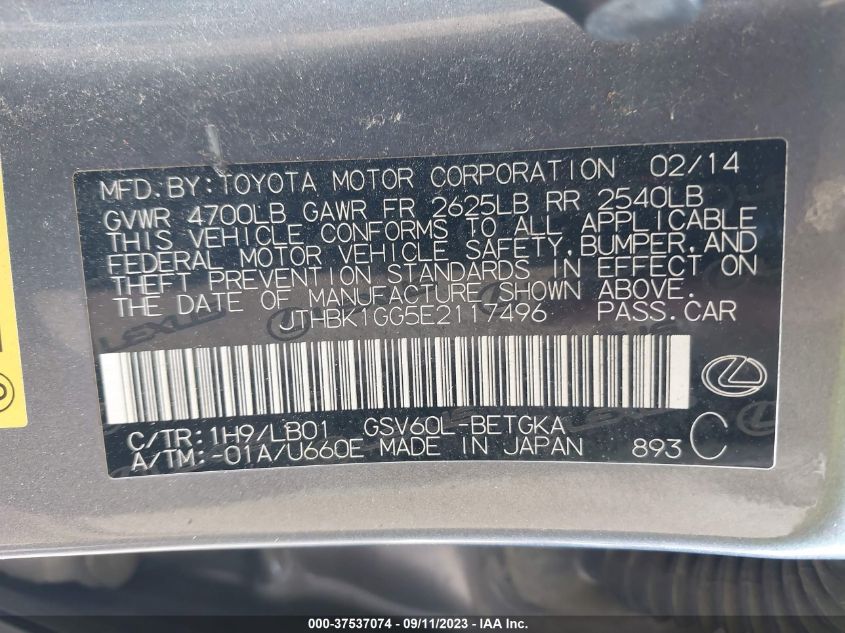 MFD. BY: TOYOTA MOTOR CORPORATION 02/14
GVWR 4700LB GAWR FR 2625LB RR 2540LB
THIS VEHICLE CONFORMS TO ALL APPLICABLE
FEDERAL MOTOR VEHICLE SAFETY, BUMPER, AND
THEFT PREVENTION STANDARDS IN EFFECT ON
THE DATE OF MANUFACTURE SHOWN ABOVE.
JTHBK1GG5E2117496 PASS. CAR
C/TR: 1H9/LB01 GSV60L-BETGKA
A/TM: -01A/U660E MADE IN JAPAN 893 C
000-37537074 - 09/11/2023 - IAA Inc.